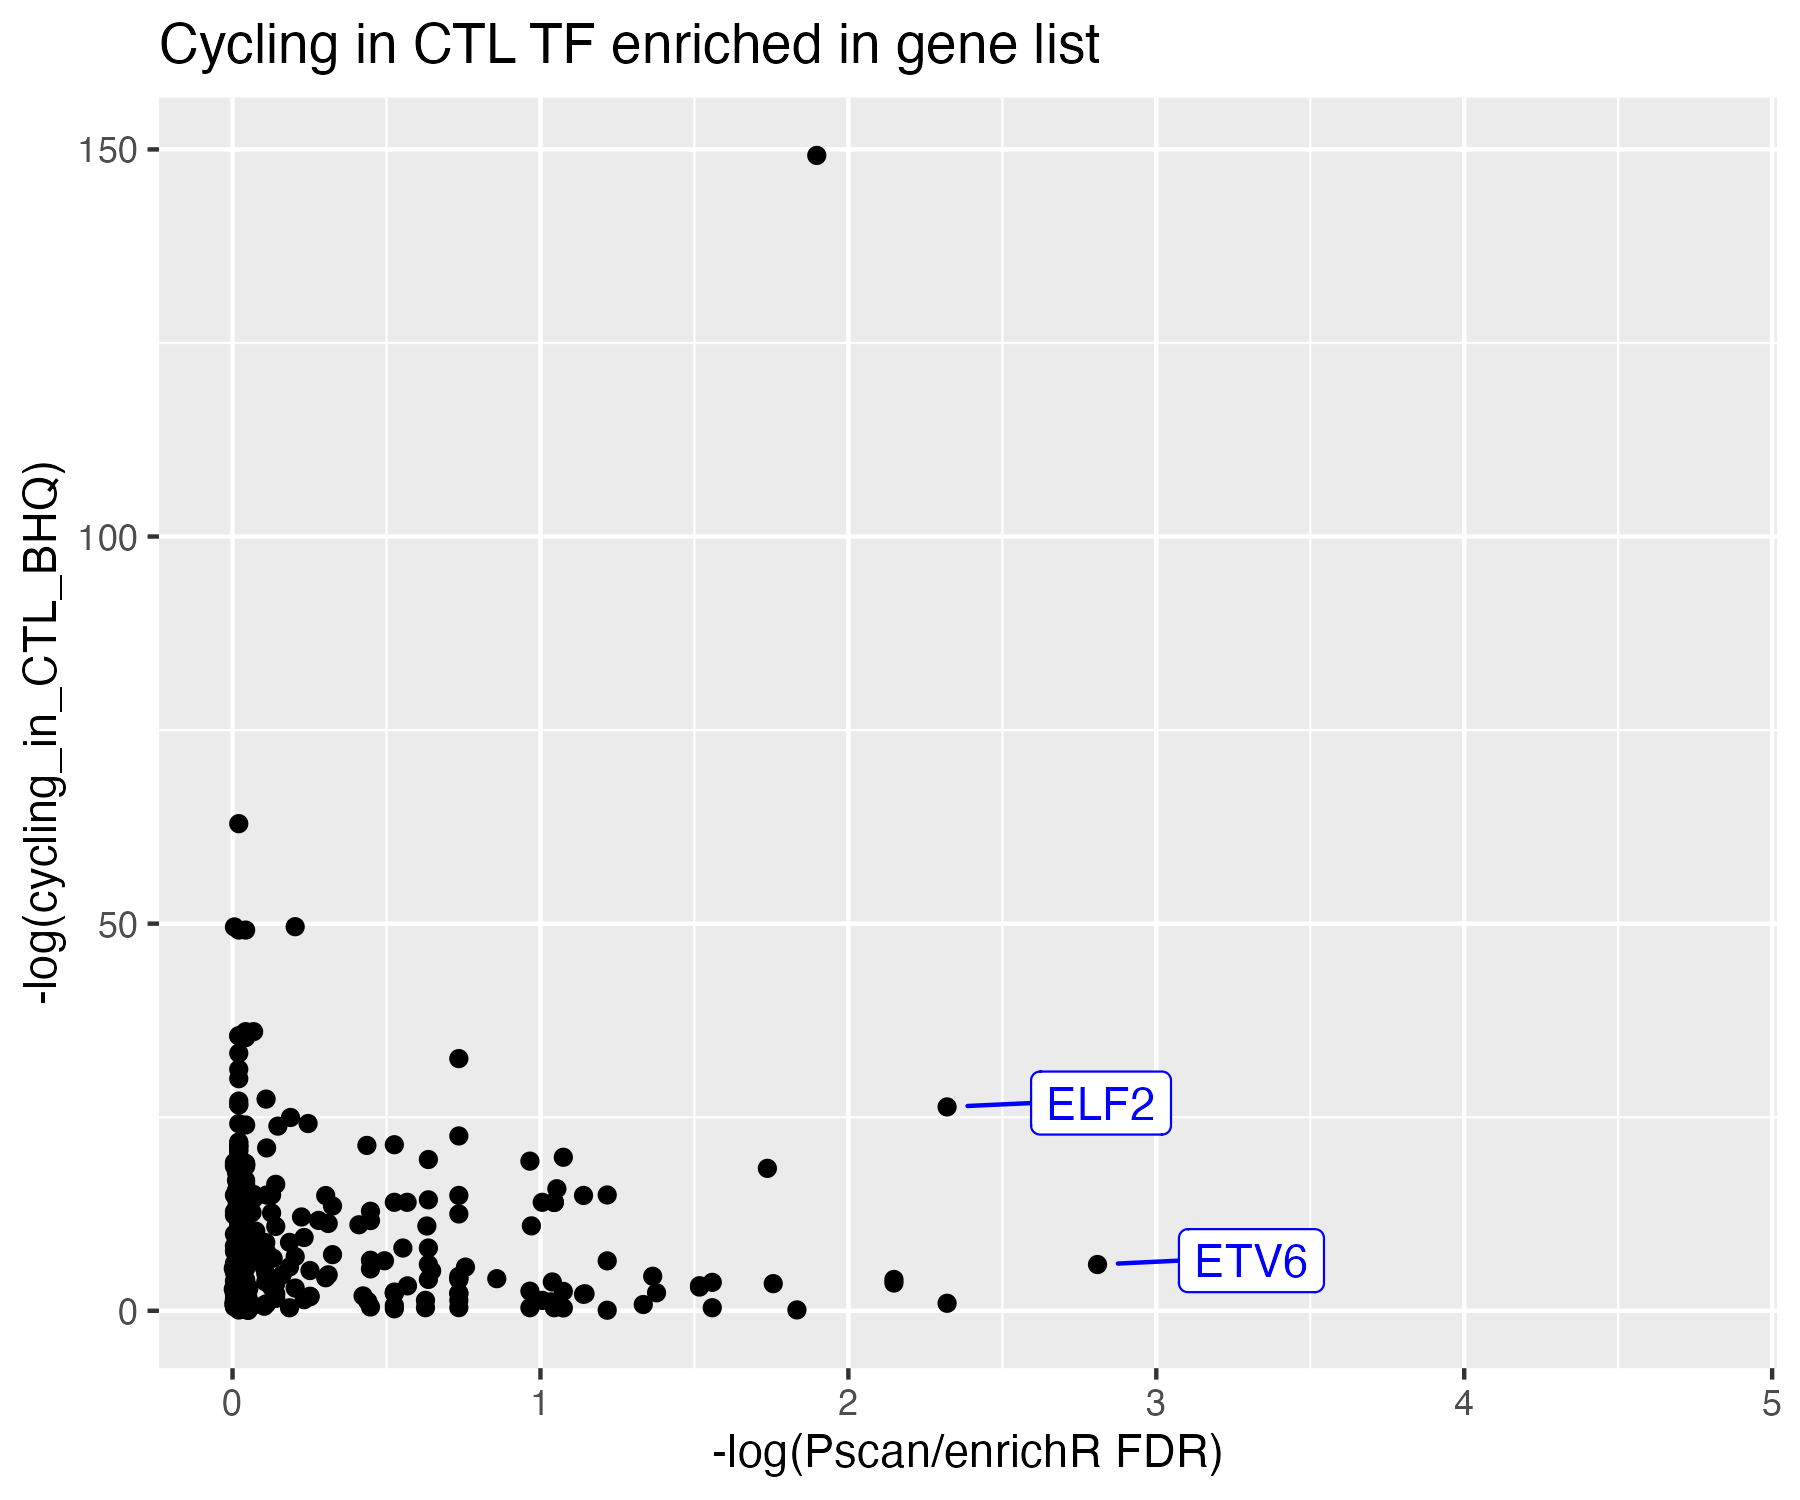 Cycling in CTL TF enriched in gene list
-log(cycling_in_CTL_BHQ)
150
100
50
0
ELF2
ETV6
0 1 2 3 4 5
-log(Pscan/enrichR FDR)